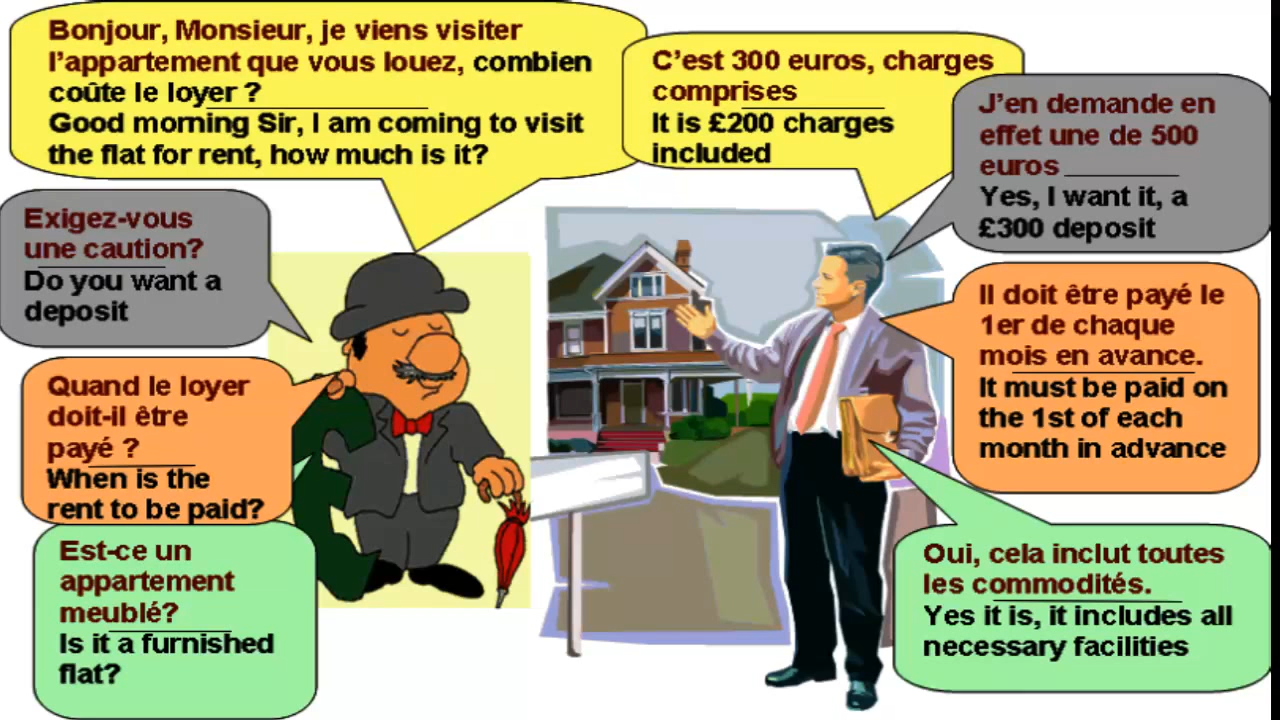 Bonjour, Monsieur, je viens visiter
l'appartement que vous louez, combien
coûte le loyer ?
Good morning Sir, I am coming to visit
the flat for rent, how much is it?
C'est 300 euros, charges
comprises
It is £200 charges
included
Exigez-vous
une caution?
Do you want a
deposit
J'en demande en
effet une de 500
euros
Yes, I want it, a
£300 deposit
Quand le loyer
doit-il être
payé ?
When is the
rent to be paid?
Il doit être payé le
1er de chaque
mois en avance.
It must be paid on
the 1st of each
month in advance
Est-ce un
appartement
meublé?
Is it a furnished
flat?
Oui, cela inclut toutes
les commodités.
Yes it is, it includes all
necessary facilities